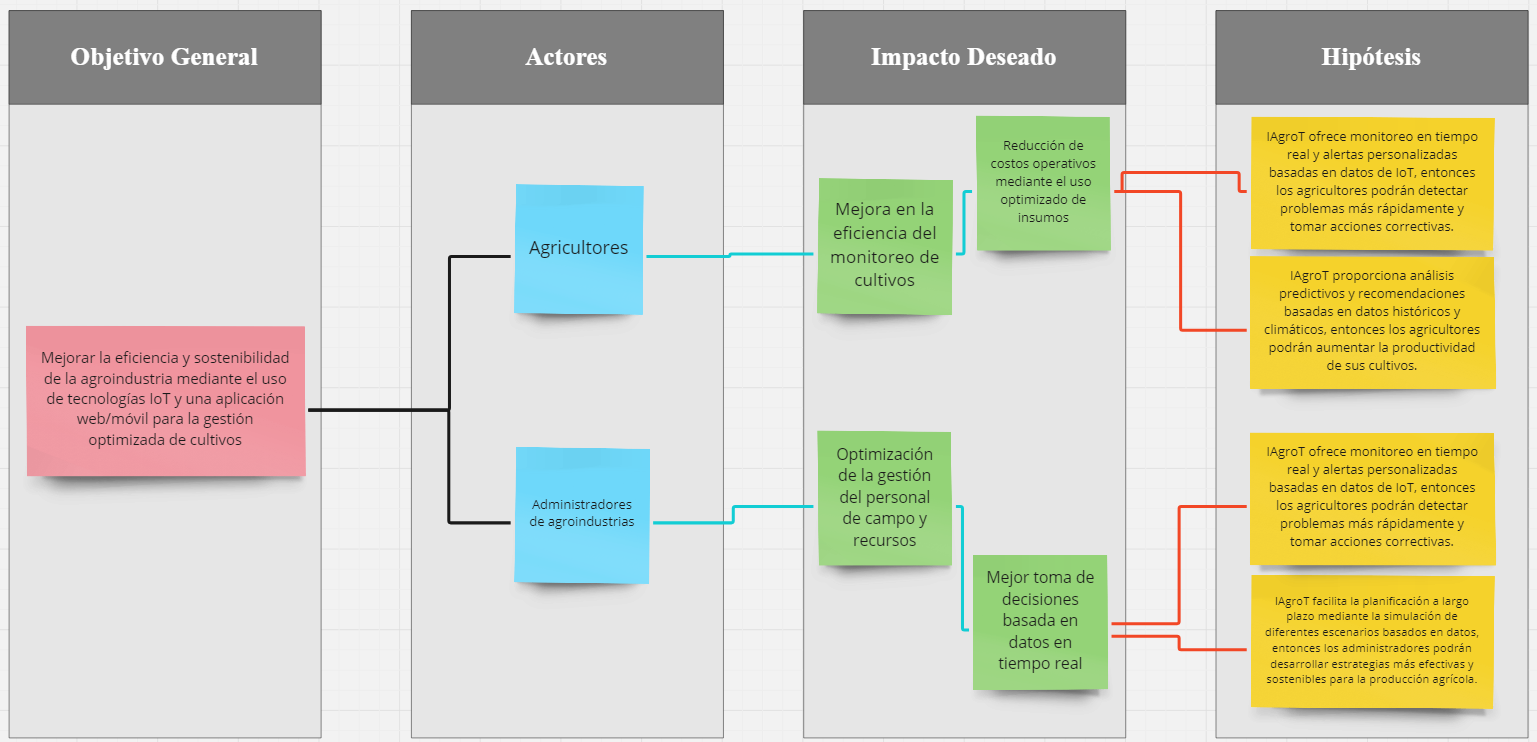 Objetivo General
Actores
Impacto Deseado
Hipótesis
Mejorar la eficiencia y sostenibilidad
de la agroindustria mediante el uso
de tecnologías IoT y una aplicación
web/móvil para la gestión
optimizada de cultivos
Agricultores
Administradores
de agroindustrias
Mejora en la
eficiencia del
monitoreo de
cultivos
Reducción de
costos operativos
mediante el uso
optimizado de
insumos
Optimización
de la gestión
del personal
de campo y
recursos
Mejor toma de
decisiones
basada en
datos en
tiempo real
IAgroT ofrece monitoreo en tiempo
real y alertas personalizadas
basadas en datos de IoT, entonces
los agricultores podrán detectar
problemas más rápidamente y
tomar acciones correctivas.
IAgroT proporciona análisis
predictivos y recomendaciones
basadas en datos históricos y
climáticos, entonces los agricultores
podrán aumentar la productividad
de sus cultivos.
IAgroT ofrece monitoreo en tiempo
real y alertas personalizadas
basadas en datos de IoT, entonces
los agricultores podrán detectar
problemas más rápidamente y
tomar acciones correctivas.
IAgroT facilita la planificación a largo
plazo mediante la simulación de
diferentes escenarios basados en datos,
entonces los administradores podrán
desarrollar estrategias más efectivas y
sostenibles para la producción agrícola.